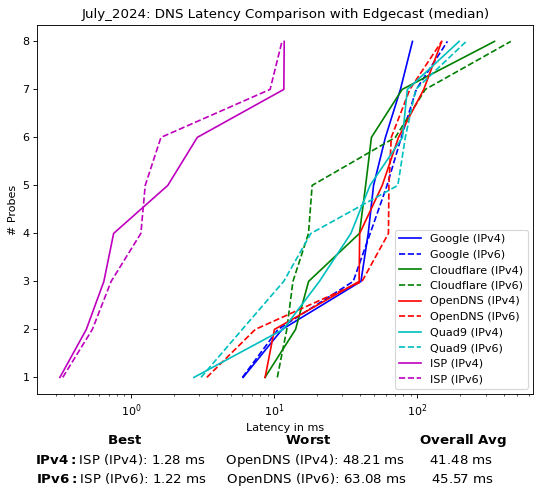 July_2024: DNS Latency Comparison with Edgecast (median)
# Probes
8
7
6
5
4
3
2
1
Google (IPv4)
Google (IPv6)
Cloudflare (IPv4)
Cloudflare (IPv6)
OpenDNS (IPv4)
OpenDNS (IPv6)
Quad9 (IPv4)
Quad9 (IPv6)
ISP (IPv4)
ISP (IPv6)
10⁰ 10¹ 10²
Latency in ms
Best Worst Overall Avg
IPv4: ISP (IPv4): 1.28 ms OpenDNS (IPv4): 48.21 ms 41.48 ms
IPv6: ISP (IPv6): 1.22 ms OpenDNS (IPv6): 63.08 ms 45.57 ms